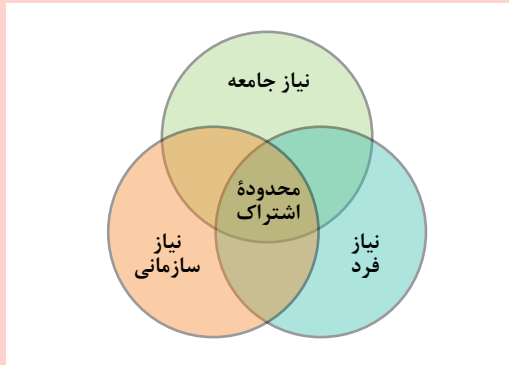 نیاز جامعه
محدودهٔ
اشتراک
نیاز
فرد
نیاز
سازمانی